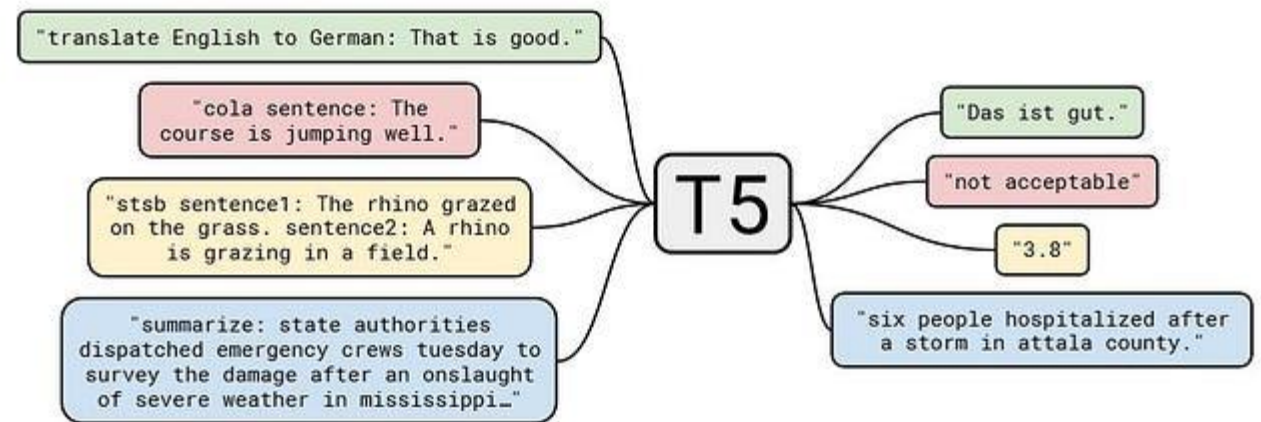 "translate English to German: That is good."
"cola sentence: The
course is jumping well."
"stsb sentence1: The rhino grazed
on the grass. sentence2: A rhino
is grazing in a field."
"summarize: state authorities
dispatched emergency crews tuesday to
survey the damage after an onslaught
of severe weather in mississippi…"
T5
"Das ist gut."
"not acceptable"
"3.8"
"six people hospitalized after
a storm in attala county."